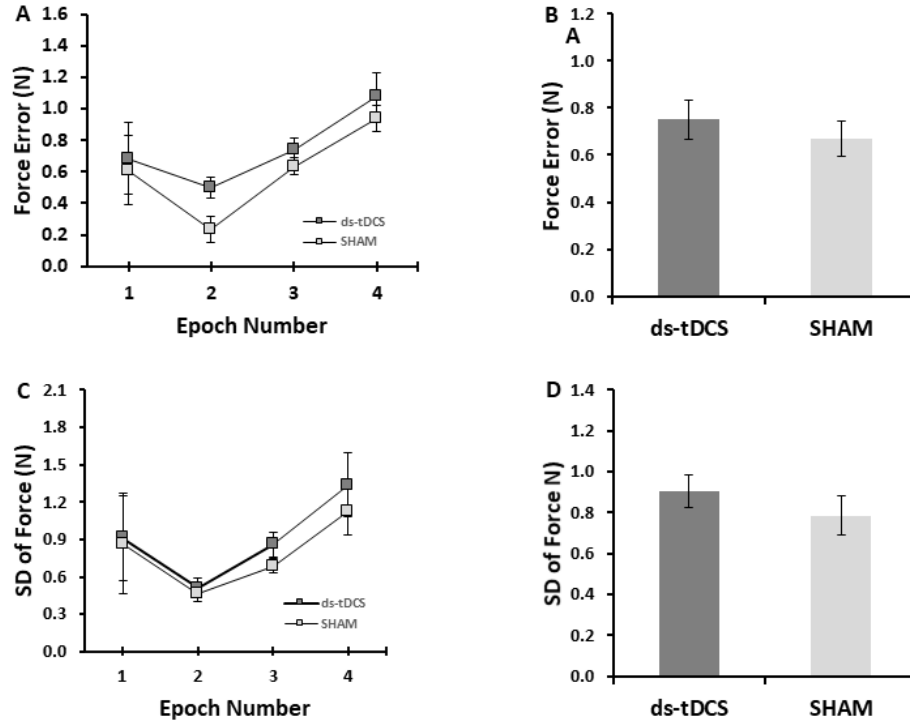 A
Force Error (N)
1.6
1.4
1.2
1.0
0.8
0.6
0.4
0.2
0.0
ds-tDCS
SHAM
1 2 3 4
Epoch Number
B
A
Force Error (N)
1.2
1.0
0.8
0.6
0.4
0.2
0.0
ds-tDCS SHAM
C
SD of Force (N)
2.1
1.8
1.5
1.2
0.9
0.6
0.3
0.0
ds-tDCS
SHAM
1 2 3 4
Epoch Number
D
SD of Force N)
1.4
1.2
1.0
0.8
0.6
0.4
0.2
0.0
ds-tDCS SHAM